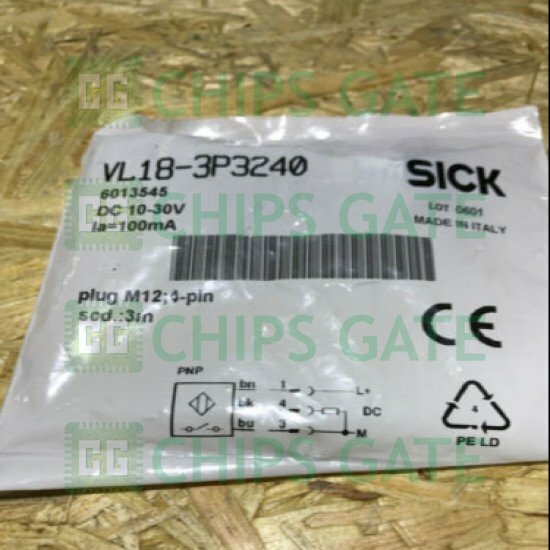 CHIPS GATE
VL18-3P3240
SICK
6013545
LOT 0601
DC 10-30V
MADE IN ITALY
Ia=100mA
CHIPS GATE
plug M12;4-pin
scd.:3in
CE
CHIPS GATE
PNP
bn 1 L+
bk 4 DC
bu 3 M
4
PE LD
CHIPS GATE